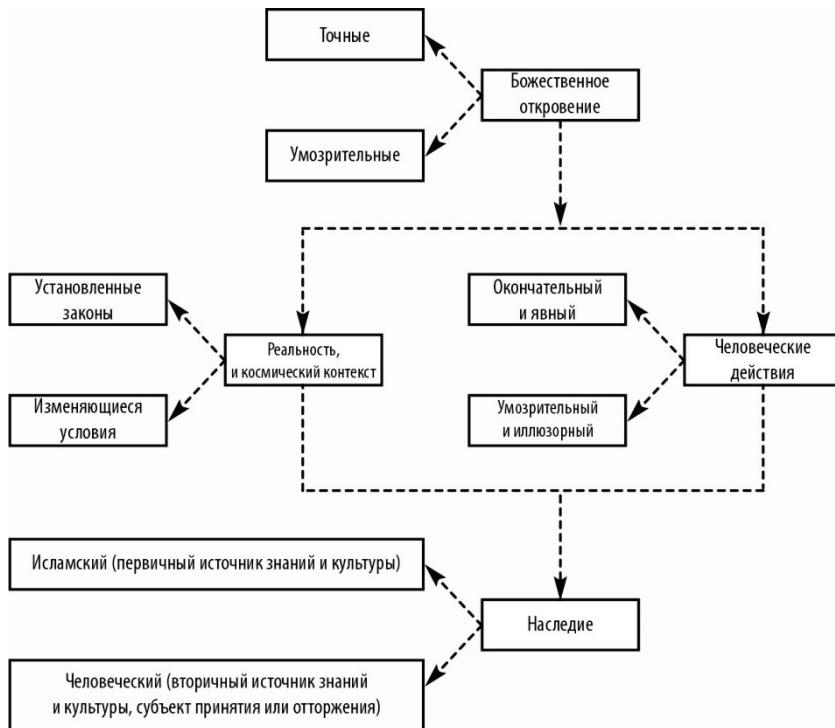 Точные
Божественное
откровение
Умозрительные
Установленные
законы
Окончательный
и явный
Реальность,
и космический контекст
Человеческие
действия
Изменяющиеся
условия
Умозрительный
и иллюзорный
Исламский (первичный источник знаний и культуры)
Наследие
Человеческий (вторичный источник знаний
и культуры, субъект принятия или отторжения)